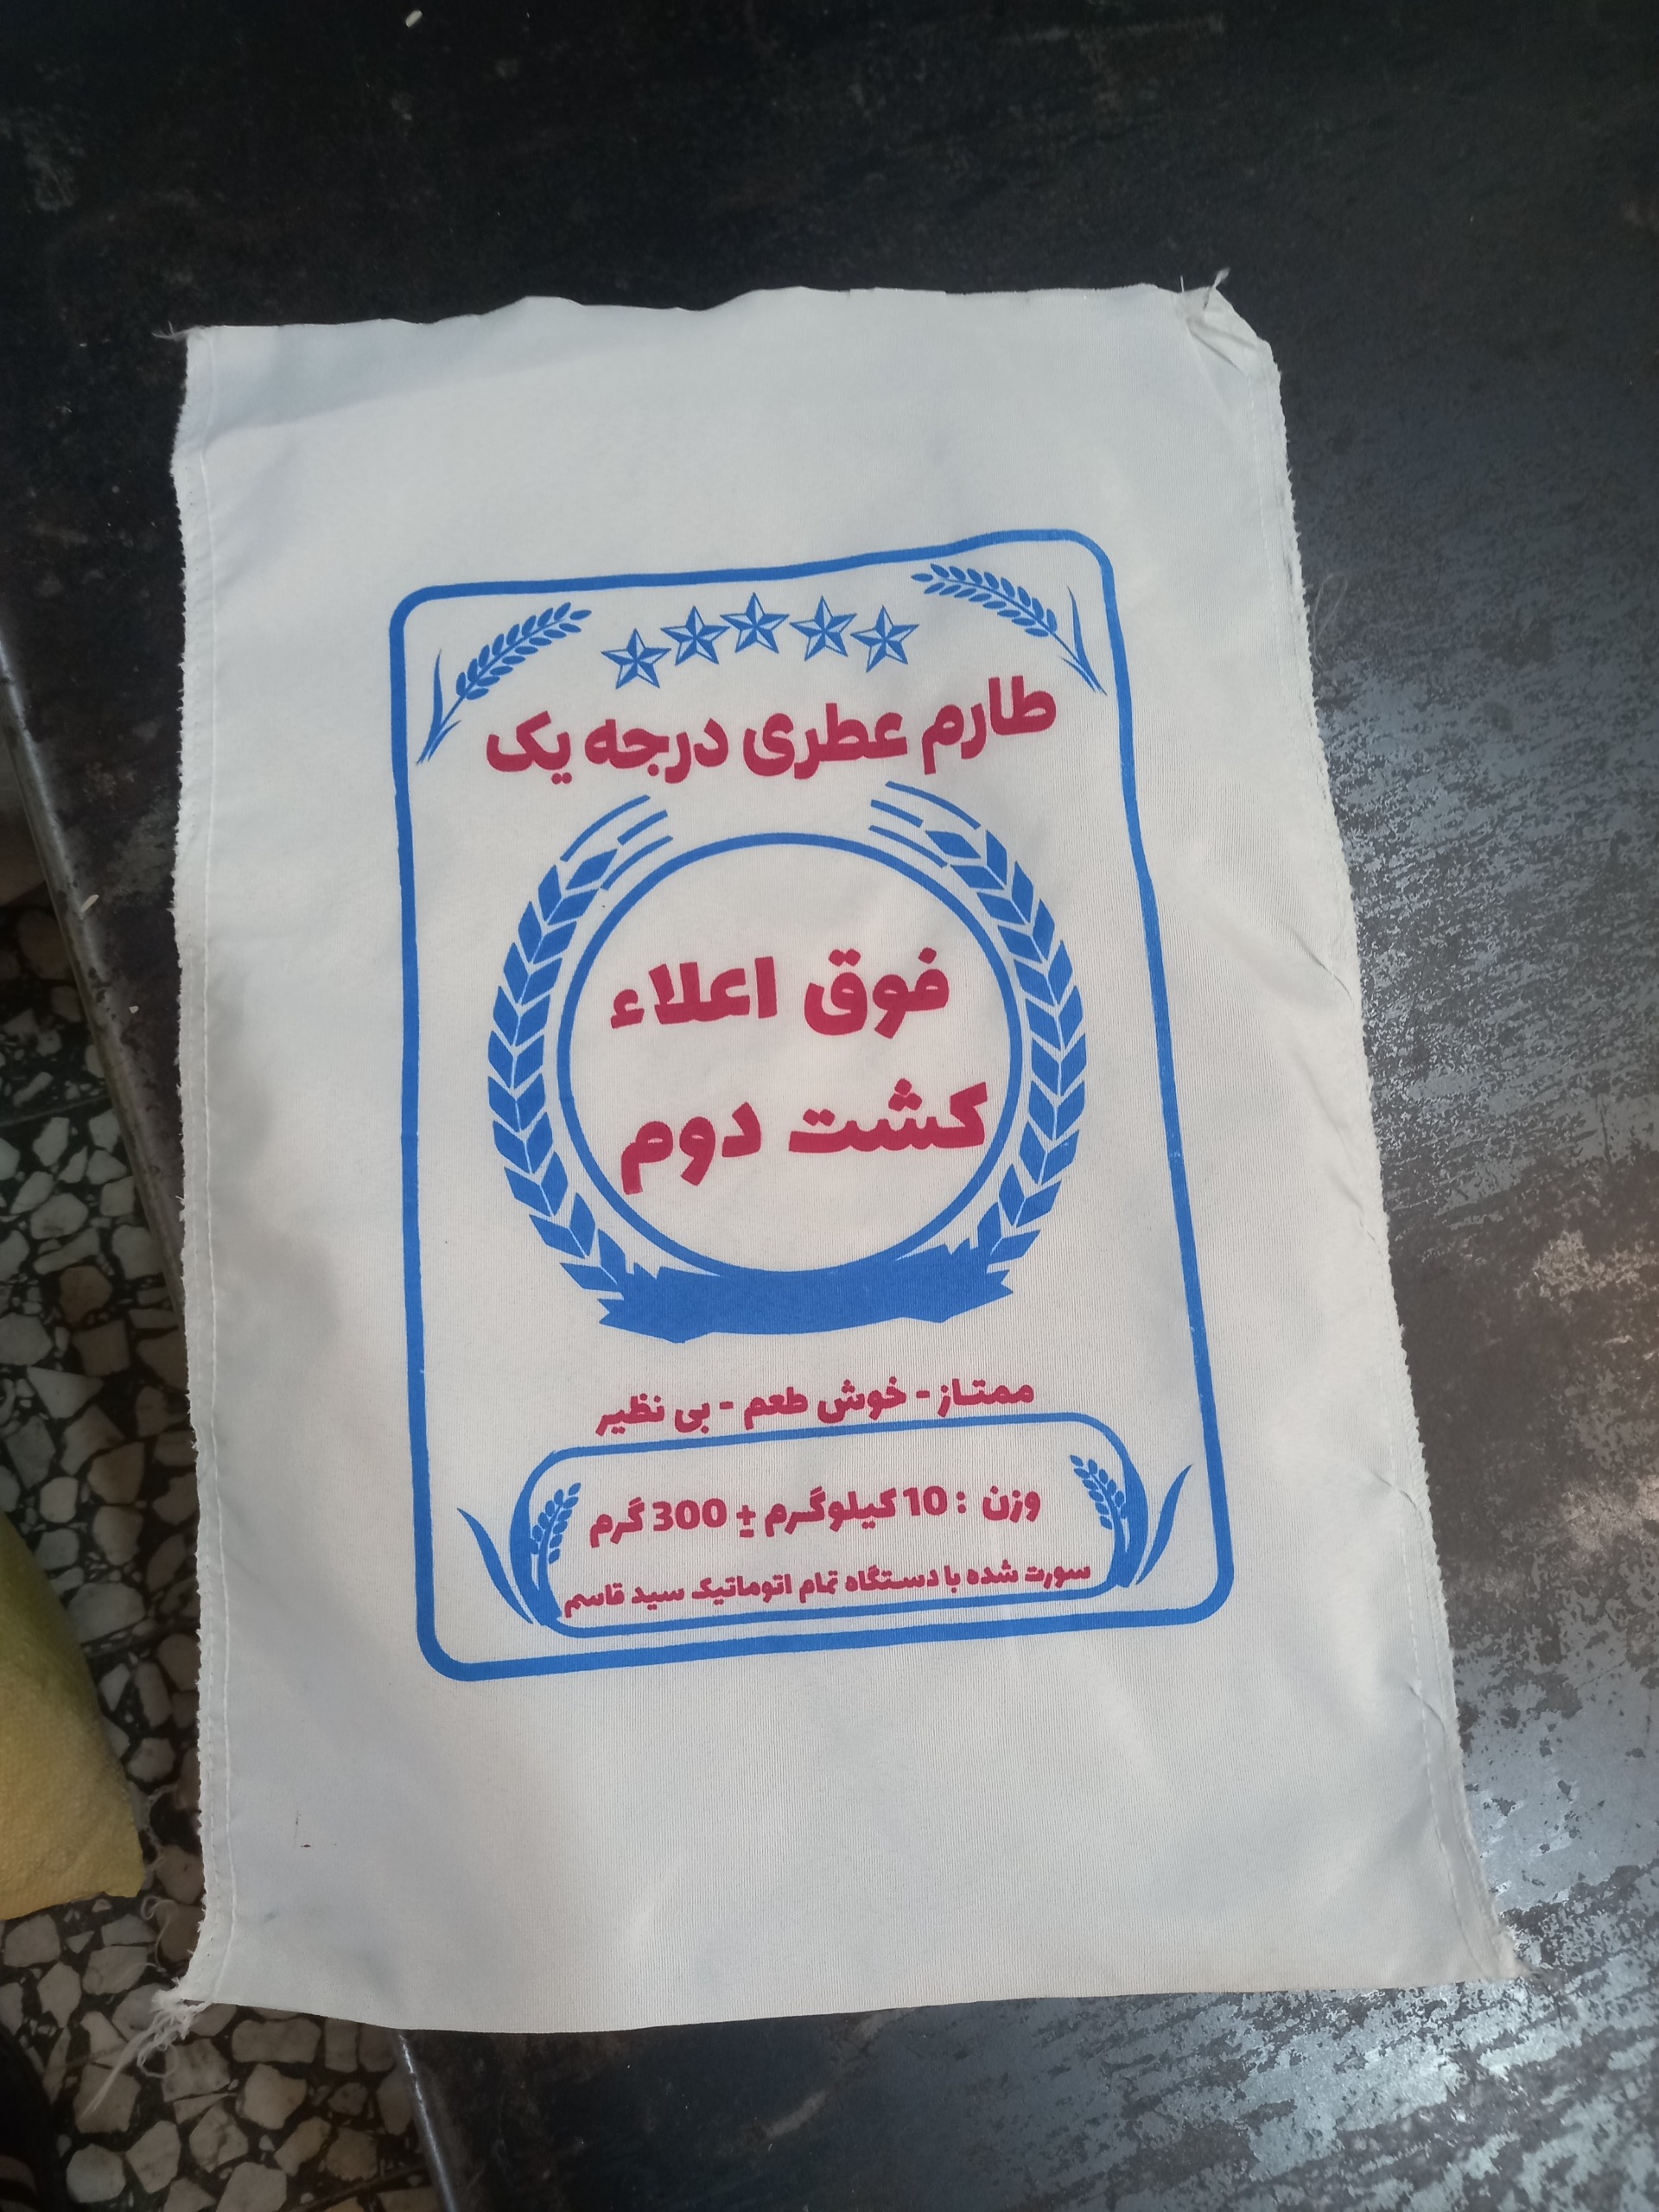 طارم عطری درجه یک
فوق اعلاء
کشت دوم
ممتاز - خوش طعم - بی نظیر
وزن : 10 کیلوگرم ± 300 گرم
سورت شده با دستگاه تمام اتوماتیک سید قاسم